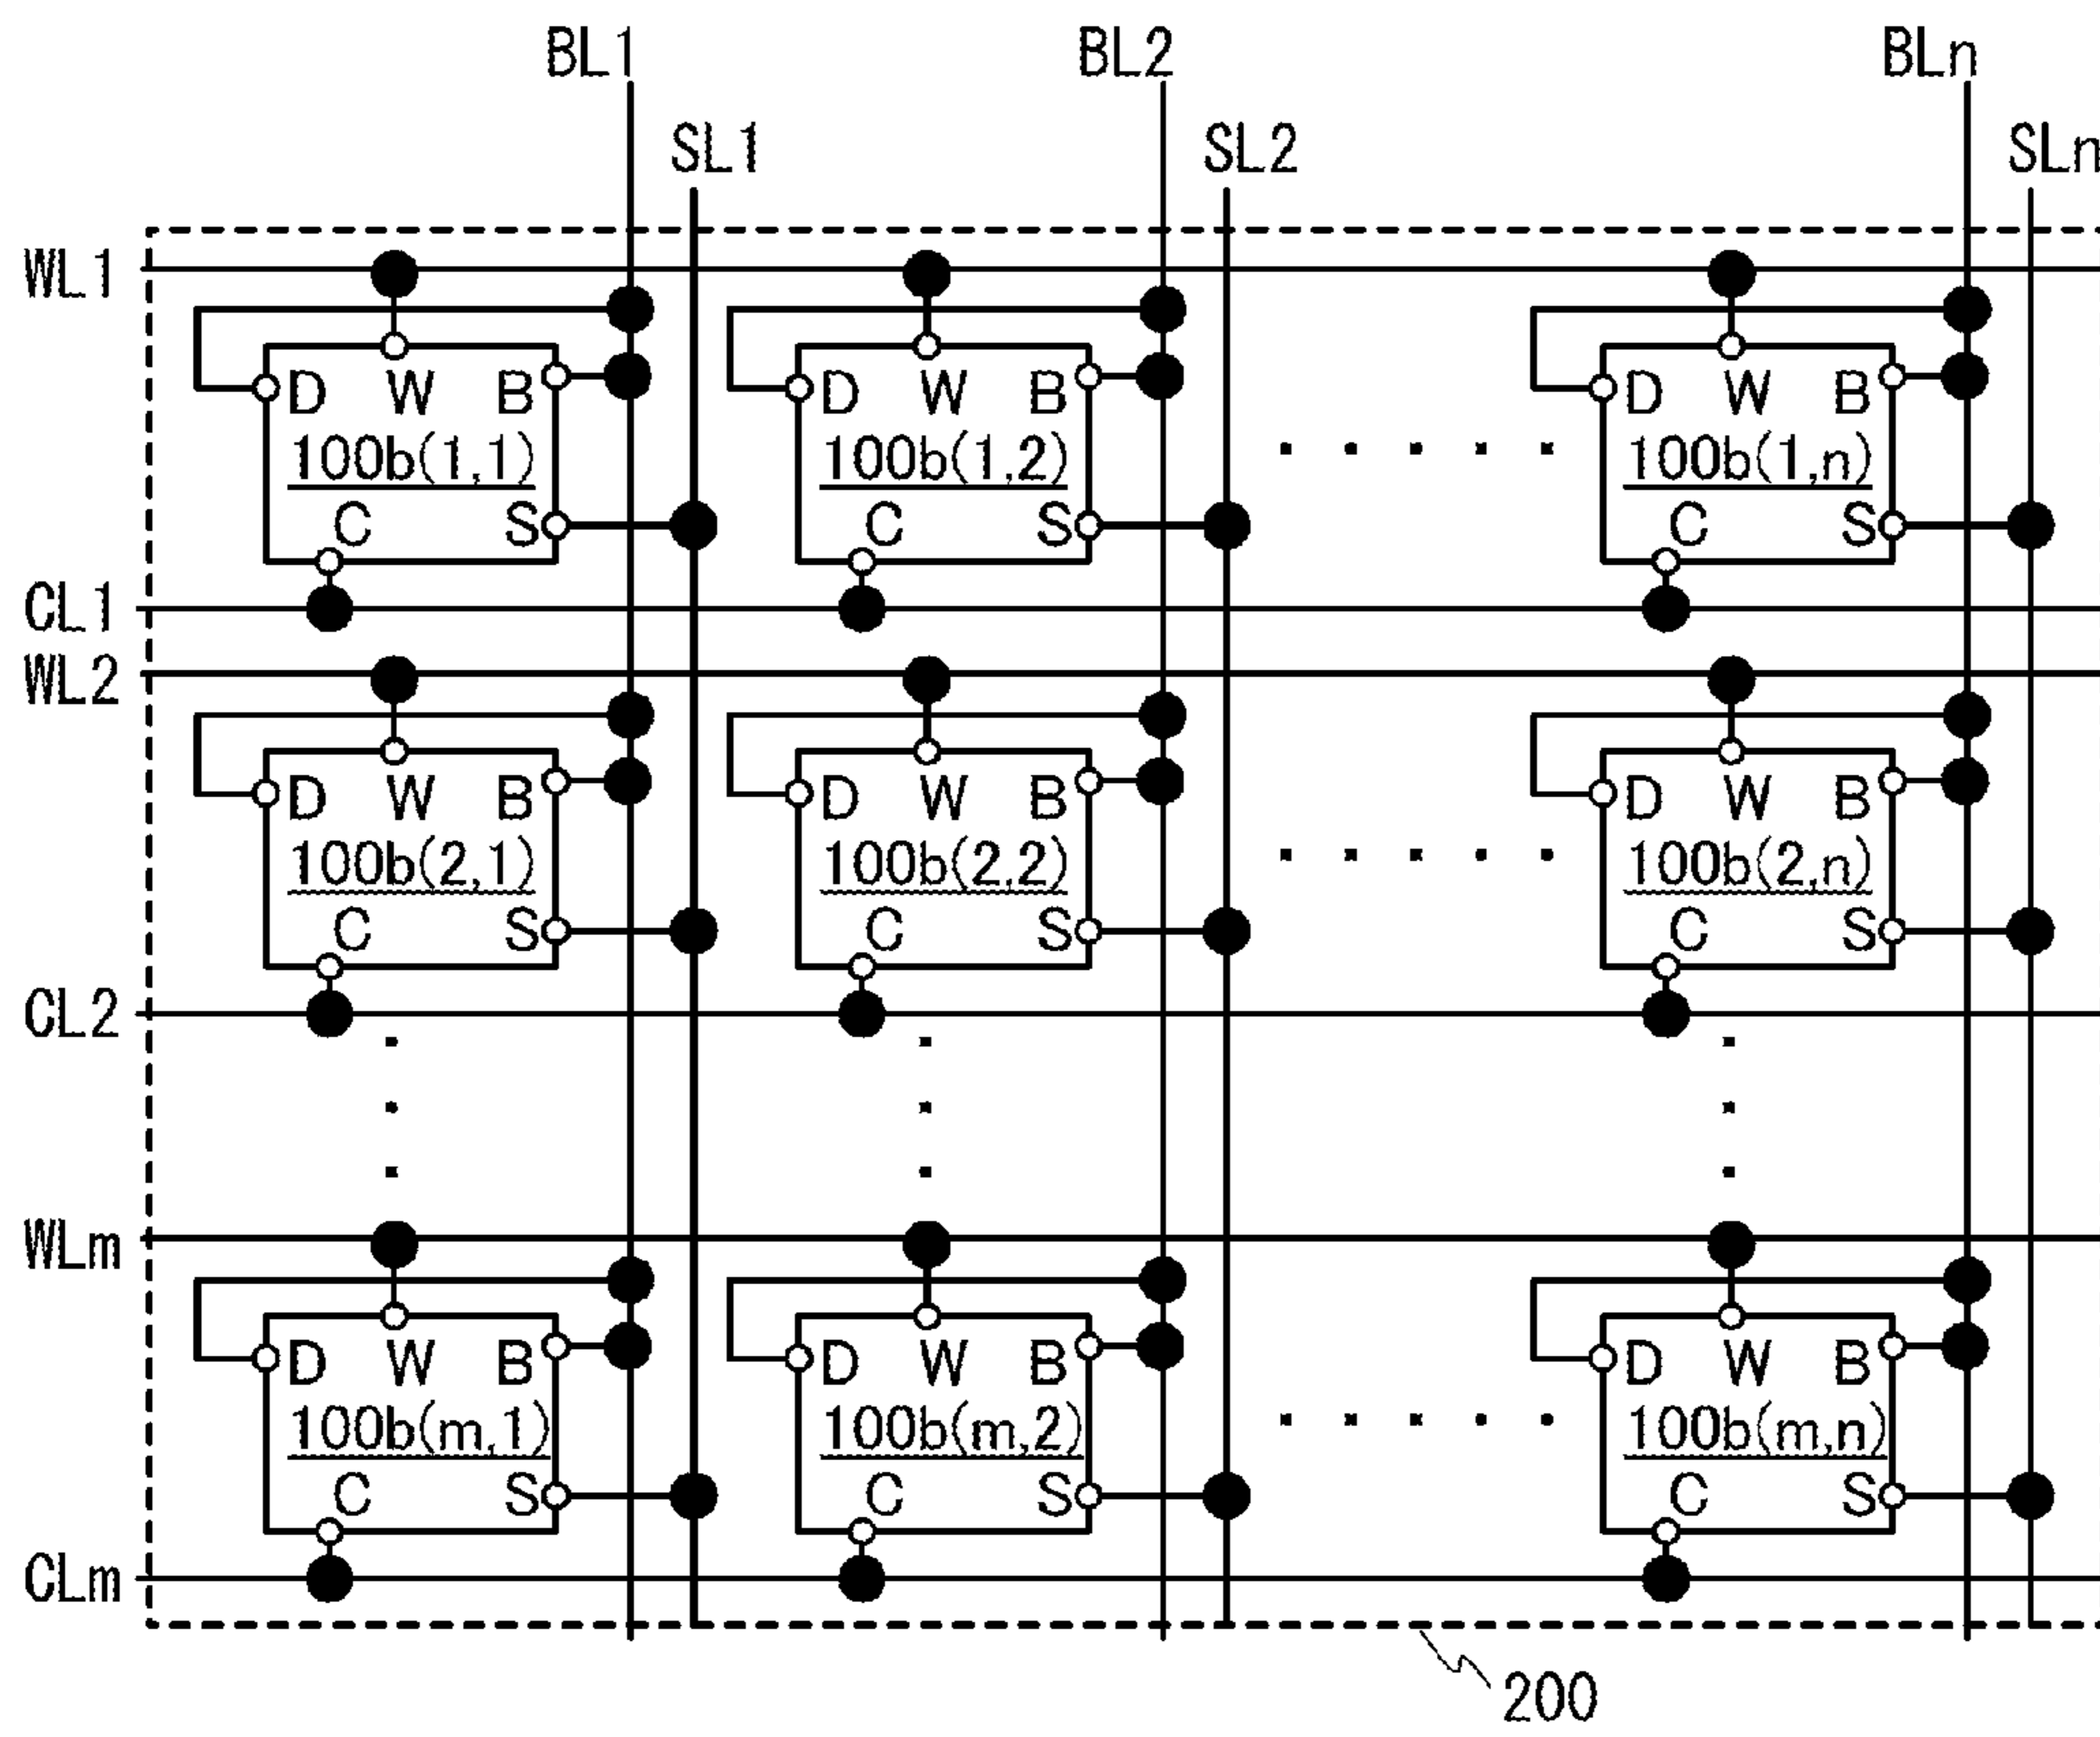 BL1 BL2 BLn
SL1 SL2 SLn
WL1
D W B D W B D W B
100b(1,1) 100b(1,2) . . . . . 100b(1,n)
C S C S C S
CL1
WL2
D W B D W B D W B
100b(2,1) 100b(2,2) . . . . . 100b(2,n)
C S C S C S
CL2
WLm
D W B D W B D W B
100b(m,1) 100b(m,2) . . . . . 100b(m,n)
C S C S C S
CLm
200